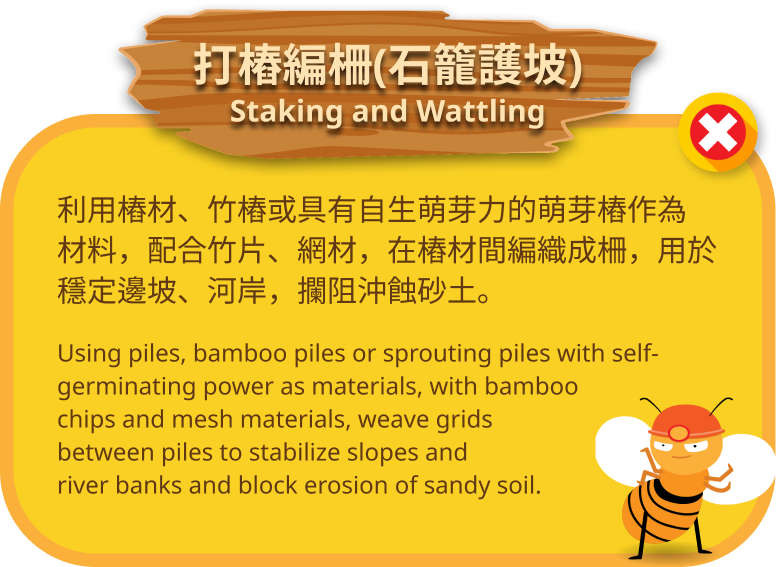 打樁編柵(石籠護坡)
Staking and Wattling
利用樁材、竹樁或具有自生萌芽力的萌芽樁作為
材料，配合竹片、網材，在樁材間編織成柵，用於
穩定邊坡、河岸，攔阻沖蝕砂土。
Using piles, bamboo piles or sprouting piles with self-
germinating power as materials, with bamboo
chips and mesh materials, weave grids
between piles to stabilize slopes and
river banks and block erosion of sandy soil.